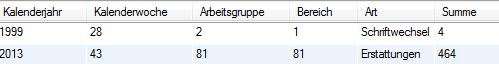 Kalenderjahr Kalenderwoche Arbeitsgruppe Bereich Art Summe
1999 28 2 1 Schriftwechsel 4
2013 43 81 81 Erstattungen 464